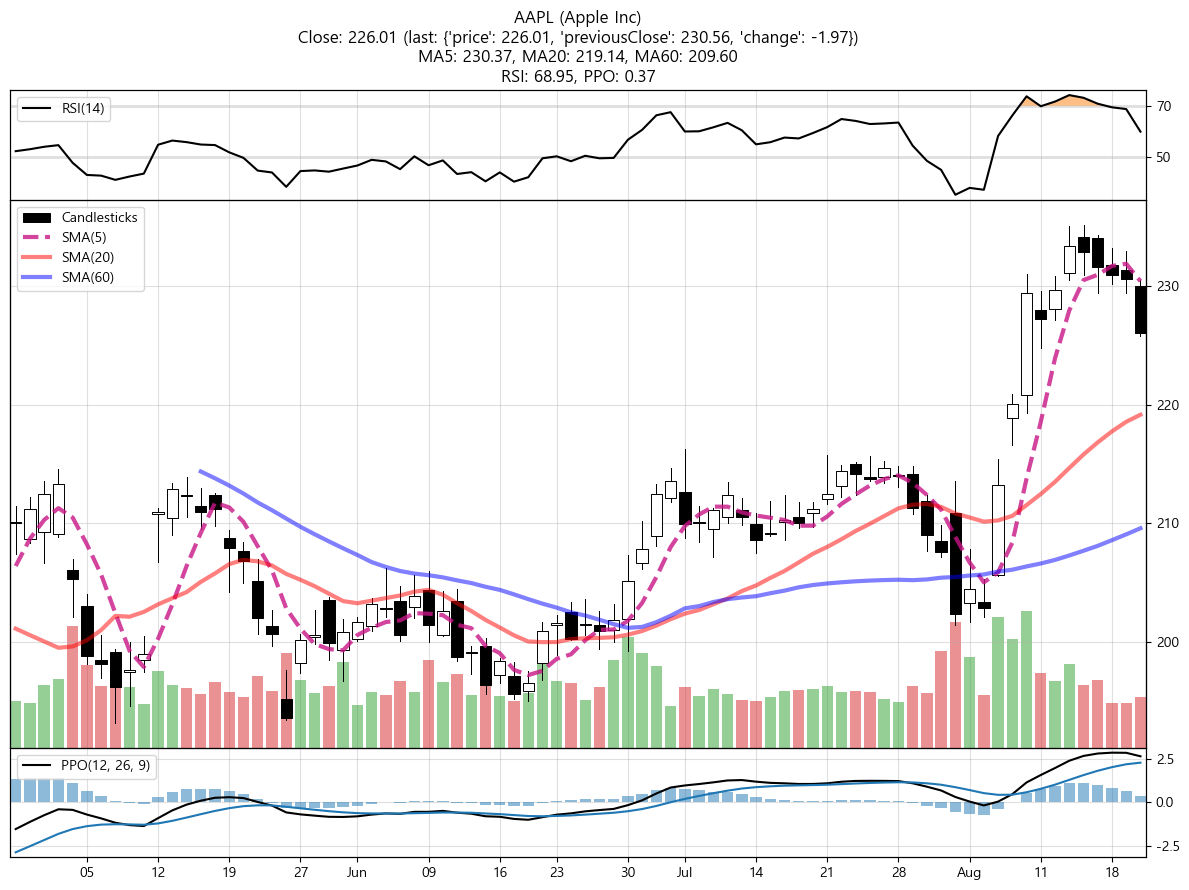 AAPL (Apple Inc)
Close: 226.01 (last: {'price': 226.01, 'previousClose': 230.56, 'change': -1.97})
MA5: 230.37, MA20: 219.14, MA60: 209.60
RSI: 68.95, PPO: 0.37
RSI(14)
70
50
Candlesticks
SMA(5)
SMA(20)
SMA(60)
230
220
210
200
PPO(12, 26, 9)
2.5
0.0
−2.5
05 12 19 27 Jun 09 16 23 30 Jul 14 21 28 Aug 11 18